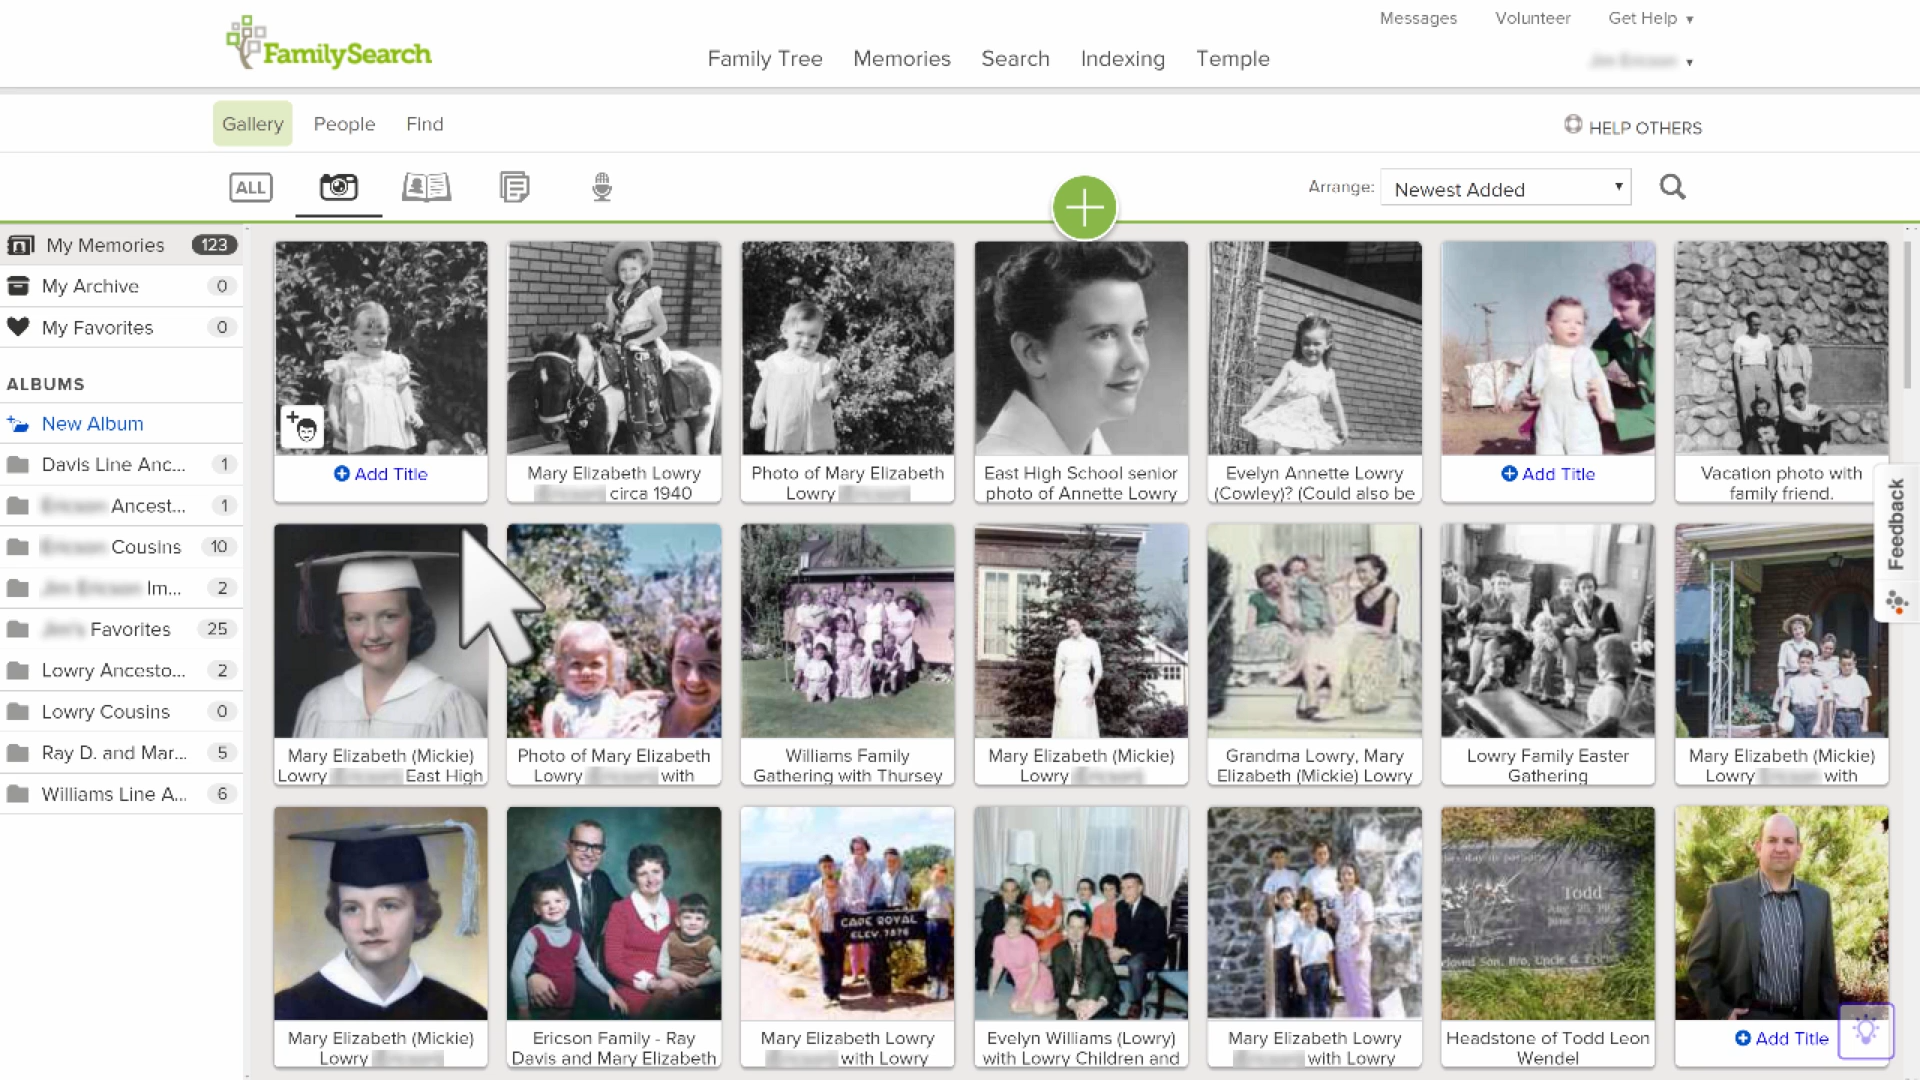 FamilySearch
Messages Volunteer Get Help
Family Tree Memories Search Indexing Temple
Gallery People Find
HELP OTHERS
ALL
Arrange: Newest Added
My Memories 123
My Archive 0
My Favorites 0
ALBUMS
New Album
Davis Line Anc... 1
Ancest... 1
Cousins 10
Im... 2
Favorites 25
Lowry Ancesto... 2
Lowry Cousins 0
Ray D. and Mar... 5
Williams Line A... 6
Add Title
Mary Elizabeth Lowry
circa 1940
Photo of Mary Elizabeth
Lowry
East High School senior
photo of Annette Lowry
Evelyn Annette Lowry
(Cowley)? (Could also be
Add Title
Vacation photo with
family friend.
Feedback
Mary Elizabeth (Mickie)
Lowry East High
Photo of Mary Elizabeth
Lowry with
Williams Family
Gathering with Thursey
Mary Elizabeth (Mickie)
Lowry
Grandma Lowry, Mary
Elizabeth (Mickie) Lowry
Lowry Family Easter
Gathering
Mary Elizabeth (Mickie)
Lowry with
CAPE ROYAL
ELEV. 7876
Todd
Mary Elizabeth (Mickie)
Lowry
Ericson Family - Ray
Davis and Mary Elizabeth
Mary Elizabeth Lowry
with Lowry
Evelyn Williams (Lowry)
with Lowry Children and
Mary Elizabeth Lowry
with Lowry
Headstone of Todd Leon
Wendel
Add Title